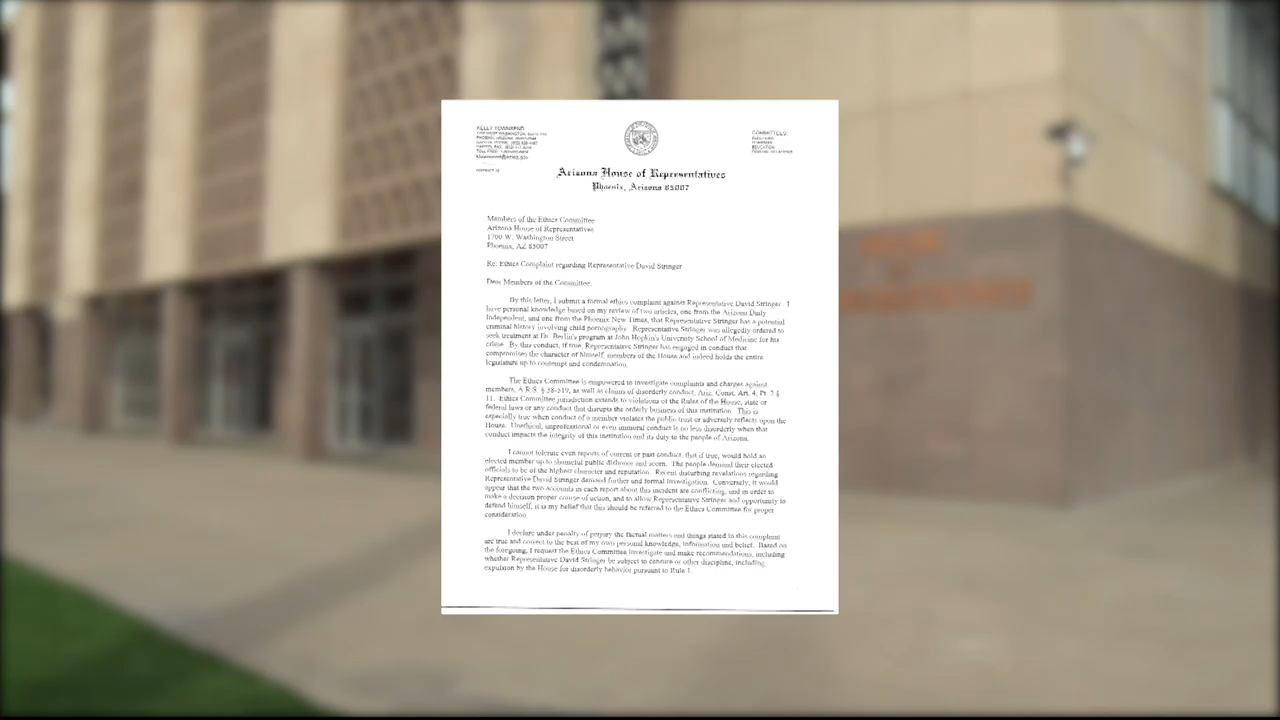 KELLY TOWNSEND
COMMITTEES:
ELECTIONS
EDUCATION
Arizona House of Representatives
Phoenix, Arizona 85007
Members of the Ethics Committee
Arizona House of Representatives
1700 W. Washington Street
Phoenix, AZ 85007
Re: Ethics Complaint regarding Representative David Stringer
Dear Members of the Committee
By this letter, I submit a formal ethics complaint against Representative David Stringer. I
have personal knowledge based on my review of two articles, one from the Arizona Daily
Independent, and one from the Phoenix New Times, that Representative Stringer has a potential
criminal history involving child pornography. Representative Stringer was allegedly ordered to
seek treatment at Dr. Berlin's program at John Hopkin's University School of Medicine for his
crime. By this conduct, if true, Representative Stringer has engaged in conduct that
compromises the character of himself, members of the House and indeed holds the entire
legislature up to contempt and condemnation.
The Ethics Committee is empowered to investigate complaints and charges against
members, A.R.S. § 38-519, as well as claims of disorderly conduct, Ariz. Const. Art. 4, Pt. 2 §
11. Ethics Committee jurisdiction extends to violations of the Rules of the House, state or
federal laws or any conduct that disrupts the orderly business of this institution. This is
especially true when conduct of a member violates the public trust or adversely reflects upon the
House. Unethical, unprofessional or even immoral conduct is no less disorderly when that
conduct impacts the integrity of this institution and its duty to the people of Arizona.
I cannot tolerate even reports of current or past conduct, that if true, would hold an
elected member up to shameful public dishonor and scorn. The people demand their elected
officials to be of the highest character and reputation. Recent disturbing revelations regarding
Representative David Stringer demand further and formal investigation. Conversely, it would
appear that the two accounts in each report about this incident are conflicting, and in order to
make a decision proper course of action, and to allow Representative Stringer and opportunity to
defend himself, it is my belief that this should be referred to the Ethics Committee for proper
consideration.
I declare under penalty of perjury the factual matters and things stated in this complaint
are true and correct to the best of my own personal knowledge, information and belief. Based on
the foregoing, I request the Ethics Committee investigate and make recommendations, including
whether Representative David Stringer be subject to censure or other discipline, including
expulsion by the House for disorderly behavior pursuant to Rule 1.